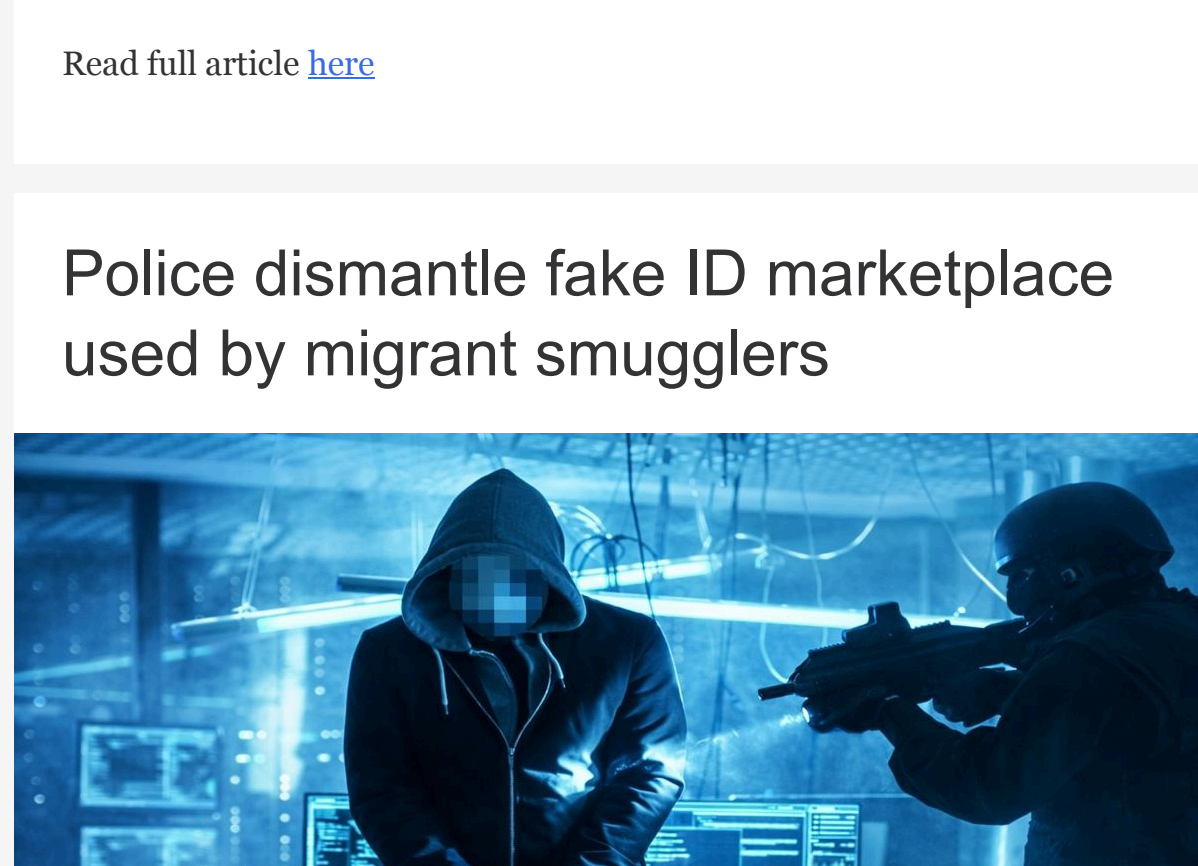 Read full article here
Police dismantle fake ID marketplace
used by migrant smugglers